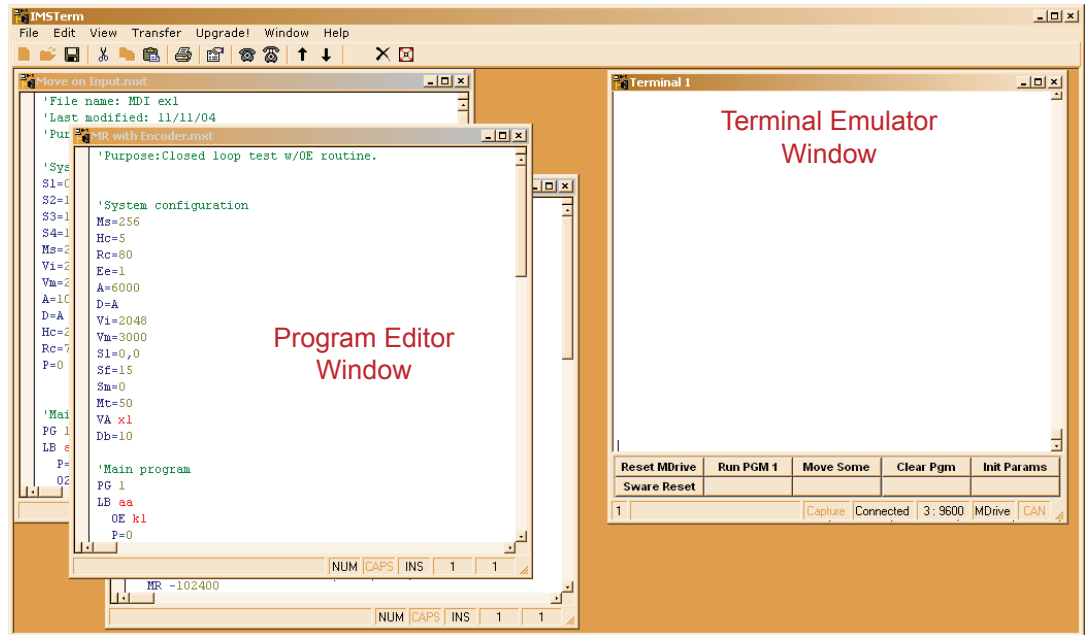 IMSTerm
File Edit View Transfer Upgrade! Window Help
Move on Input.mxt
'File name: MDI ex1
'Last modified: 11/11/04
'Sys
S2=1
S3=1
S4=1
Ms=2
Vi=2
Vm=2
A=10
D=A
Hc=2
Rc=7
P=0
'Mai
PG 1
LB
P=
O2
MR with Encoder.mxt
'Purpose:Closed loop test w/OE routine.
'System configuration
Ms=256
Hc=5
Rc=80
Ee=1
A=6000
D=A
Vi=2048
Vm=3000
S1=0,0
Sf=15
Sm=0
Mt=50
VA x1
Db=10
'Main program
PG 1
LB aa
OE k1
P=0
NUM CAPS INS 1 1
Program Editor
Window
MR -102400
NUM CAPS INS 1 1
Terminal 1
Terminal Emulator
Window
Reset MDrive Run PGM 1 Move Some Clear Pgm Init Params
Sware Reset
1 Capture Connected 3 : 9600 MDrive CAN